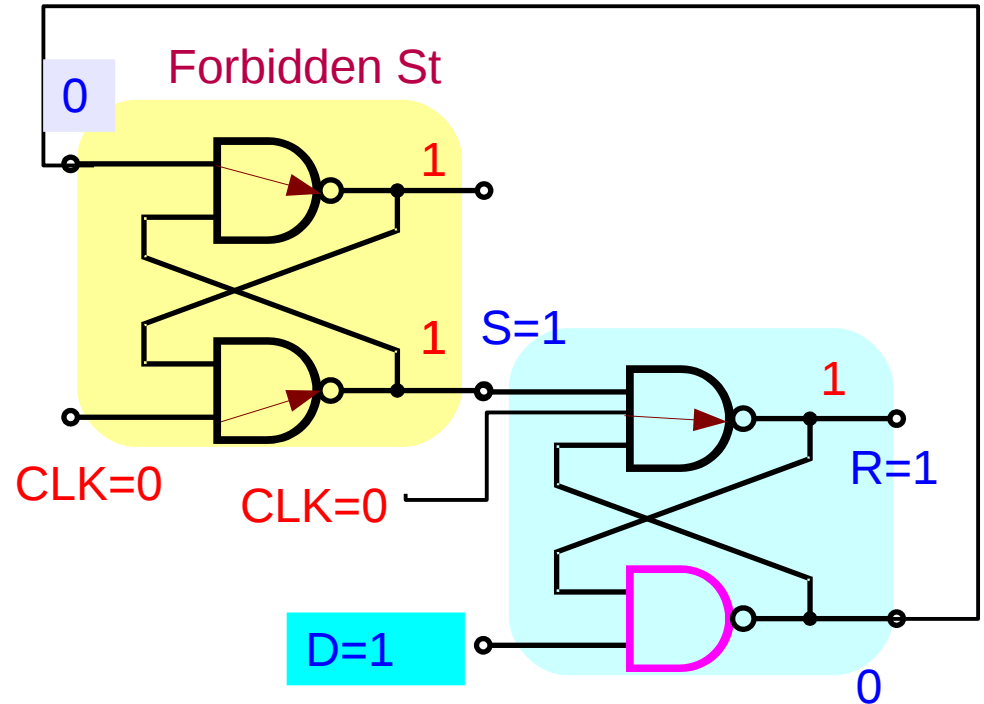 Forbidden St
0
1
1
S=1
1
R=1
CLK=0
CLK=0
D=1
0